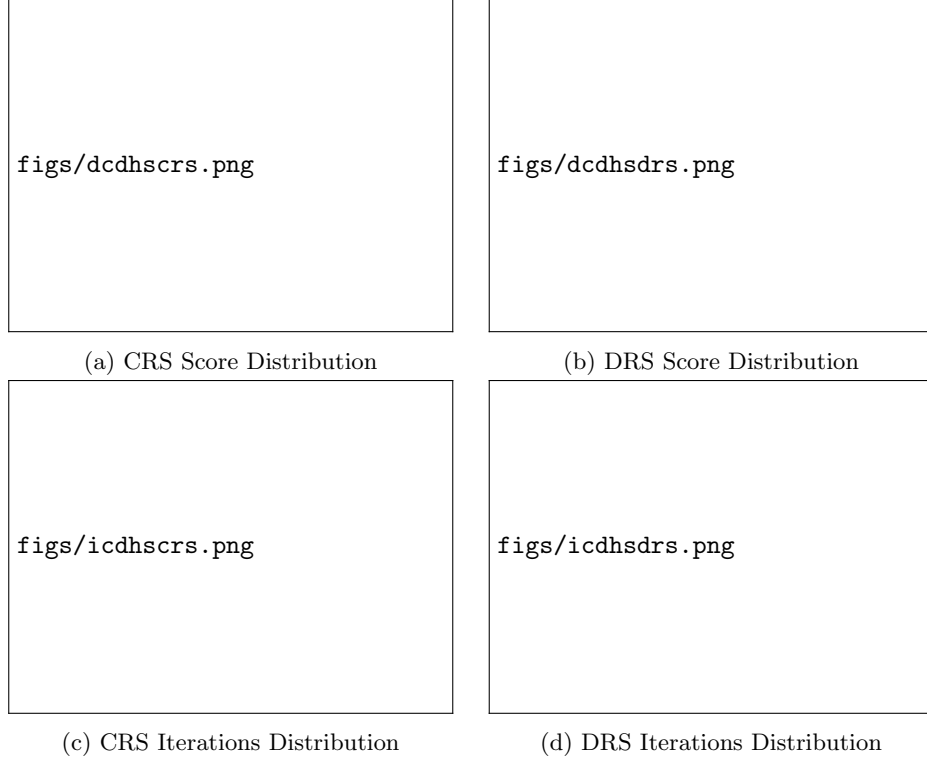 figs/dcdhscrs.png
figs/dcdhsdrs.png
(a) CRS Score Distribution
(b) DRS Score Distribution
figs/icdhscrs.png
figs/icdhsdrs.png
(c) CRS Iterations Distribution
(d) DRS Iterations Distribution